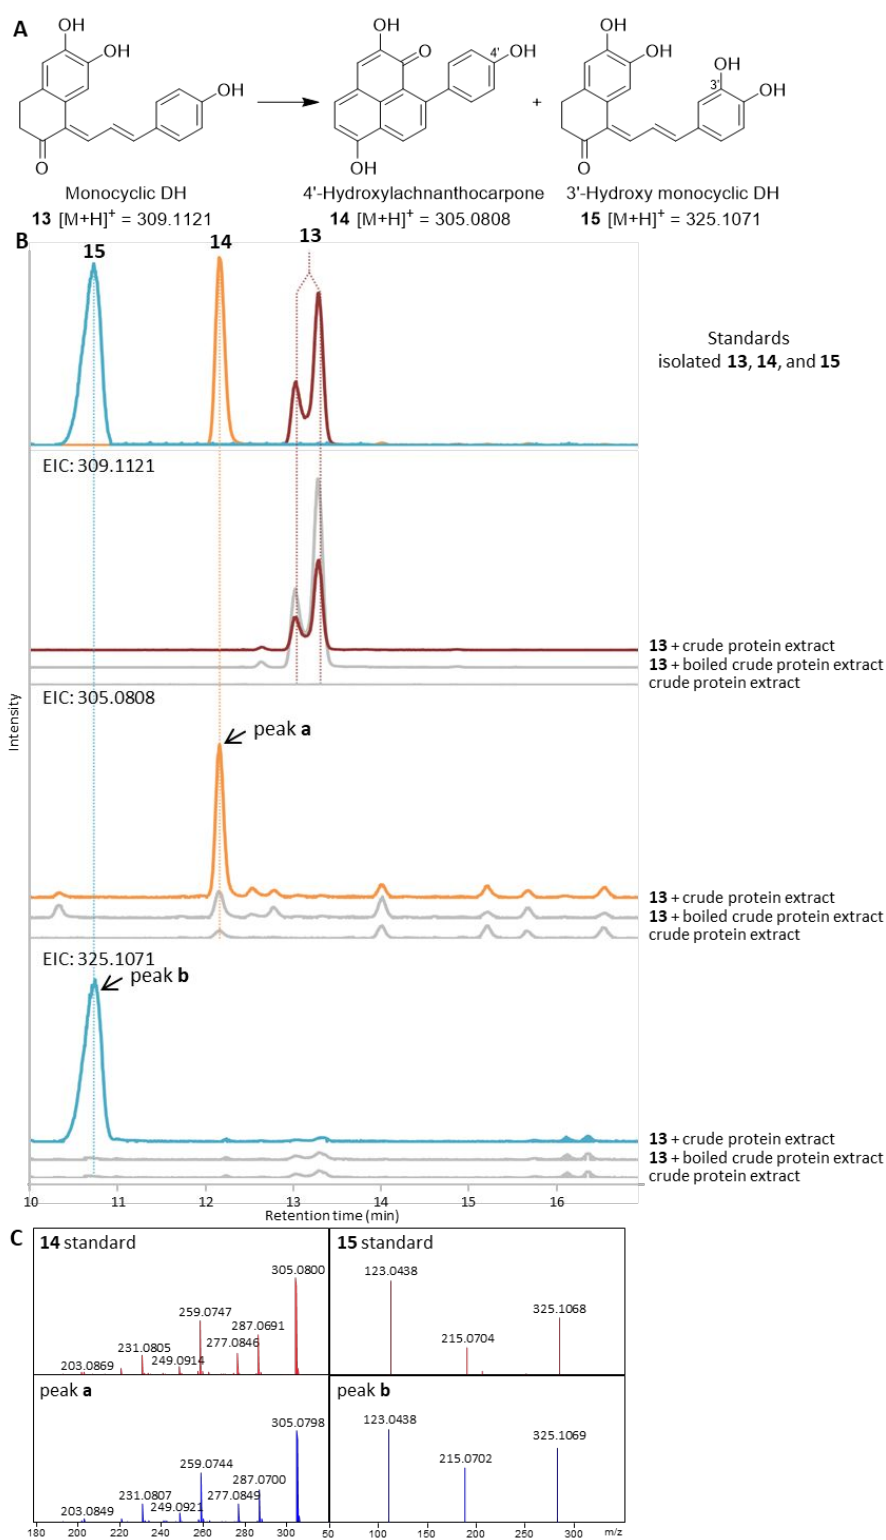 A
OH
OH
OH
O
OH
O
4'
OH
OH
+
OH
OH
OH
3'
OH
O
Monocyclic DH
4'-Hydroxylachnanthocarpone
3'-Hydroxy monocyclic DH
13 [M+H]+ = 309.1121
14 [M+H]+ = 305.0808
15 [M+H]+ = 325.1071
B
15
14
13
Standards
isolated 13, 14, and 15
EIC: 309.1121
13 + crude protein extract
13 + boiled crude protein extract
crude protein extract
EIC: 305.0808
peak a
13 + crude protein extract
13 + boiled crude protein extract
crude protein extract
EIC: 325.1071
peak b
13 + crude protein extract
13 + boiled crude protein extract
crude protein extract
Intensity
10 11 12 13 14 15 16
Retention time (min)
C
14 standard
305.0800
259.0747
287.0691
277.0846
231.0805
249.0914
203.0869
15 standard
123.0438
325.1068
215.0704
peak a
305.0798
259.0744
287.0700
277.0849
231.0807
249.0921
203.0849
peak b
123.0438
325.1069
215.0702
180 200 220 240 260 280 300 50 100 150 200 250 300 m/z